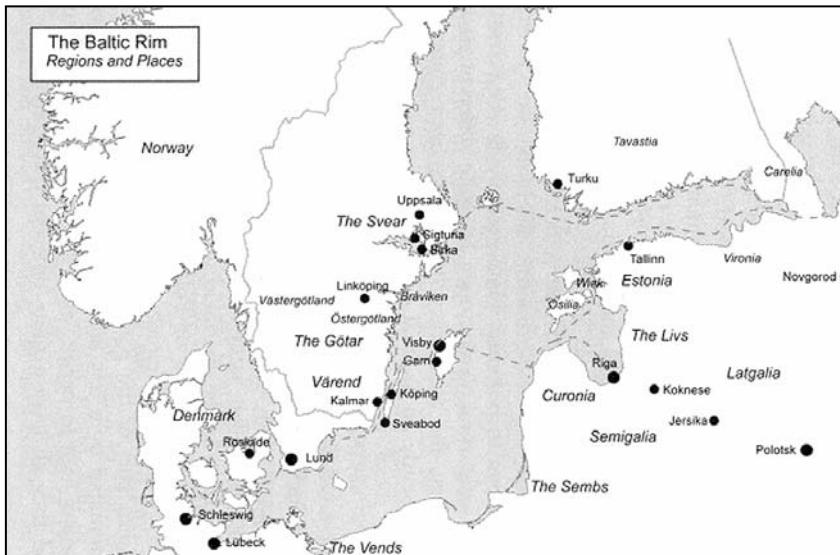 The Baltic Rim
Regions and Places
Norway
Tavastia
Carelia
Turku
Uppsala
The Svear
Sigtuna
Birka
Tallinn
Vironia
Wiek
Estonia
Novgorod
Linköping
Bråviken
Västergötland
Östergötland
Ösilia
The Götar
Visby
The Livs
Garn
Riga
Latgalia
Värend
Köping
Curonia
Koknese
Kalmar
Denmark
Sveabod
Semigalia
Jersika
Roskilde
Lund
Polotsk
The Sembs
Schleswig
Lübeck
The Vends